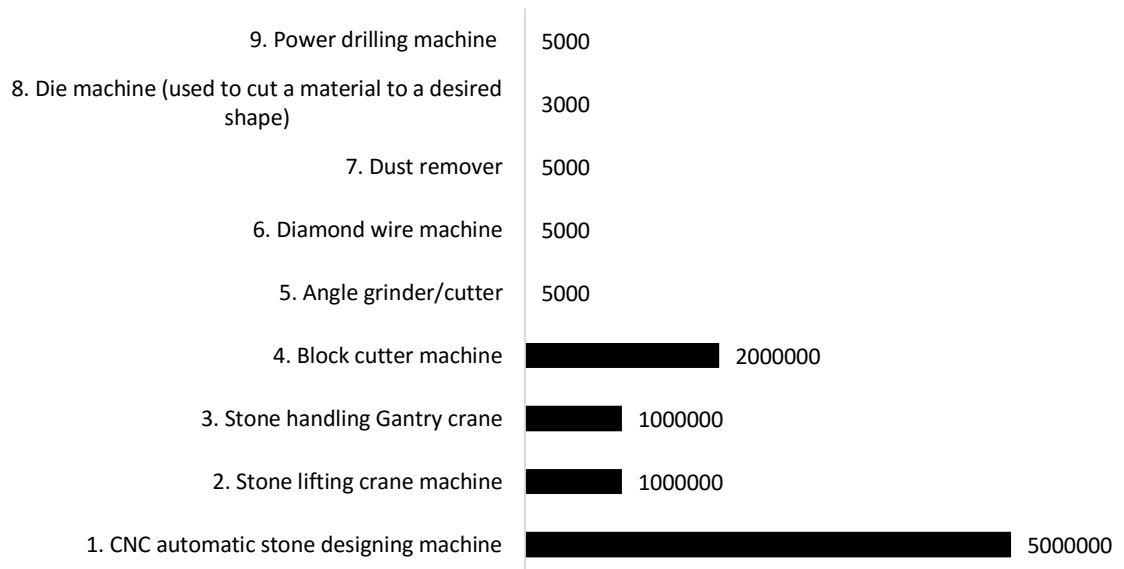 9. Power drilling machine 5000
8. Die machine (used to cut a material to a desired
shape) 3000
7. Dust remover 5000
6. Diamond wire machine 5000
5. Angle grinder/cutter 5000
4. Block cutter machine 2000000
3. Stone handling Gantry crane 1000000
2. Stone lifting crane machine 1000000
1. CNC automatic stone designing machine 5000000